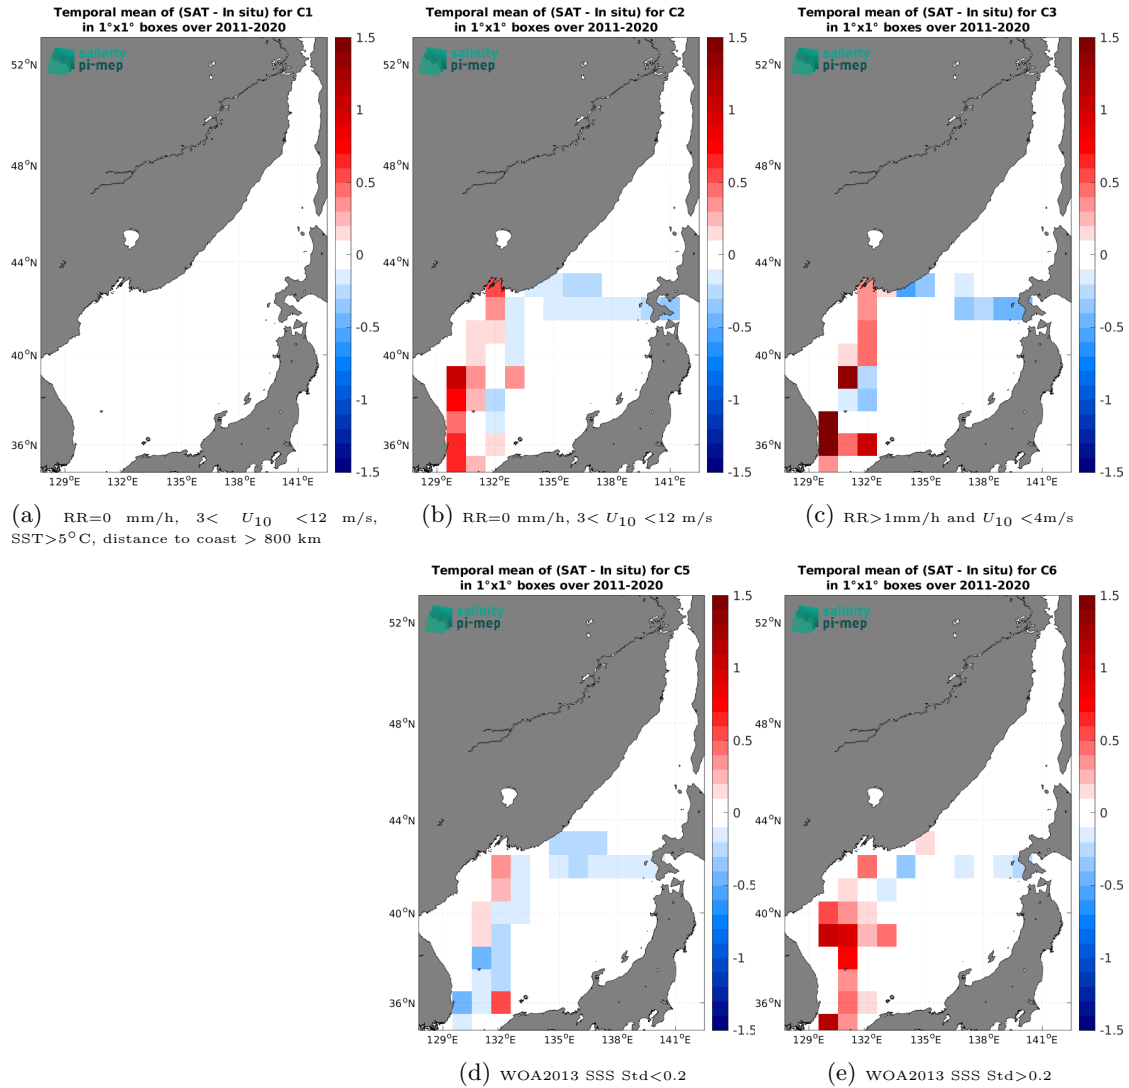 Temporal mean of (SAT - In situ) for C1
in 1°x1° boxes over 2011-2020
salinity
pi-mep
52°N
48°N
44°N
40°N
36°N
129°E
132°E
135°E
138°E
141°E
1.5
1
0.5
0
-0.5
-1
-1.5
(a) RR=0 mm/h, 3< U10 <12 m/s,
SST>5°C, distance to coast > 800 km
Temporal mean of (SAT - In situ) for C2
in 1°x1° boxes over 2011-2020
salinity
pi-mep
52°N
48°N
44°N
40°N
36°N
129°E
132°E
135°E
138°E
141°E
1.5
1
0.5
0
-0.5
-1
-1.5
(b) RR=0 mm/h, 3< U10 <12 m/s
Temporal mean of (SAT - In situ) for C3
in 1°x1° boxes over 2011-2020
salinity
pi-mep
52°N
48°N
44°N
40°N
36°N
129°E
132°E
135°E
138°E
141°E
1.5
1
0.5
0
-0.5
-1
-1.5
(c) RR>1mm/h and U10 <4m/s
Temporal mean of (SAT - In situ) for C5
in 1°x1° boxes over 2011-2020
salinity
pi-mep
52°N
48°N
44°N
40°N
36°N
129°E
132°E
135°E
138°E
141°E
1.5
1
0.5
0
-0.5
-1
-1.5
(d) WOA2013 SSS Std<0.2
Temporal mean of (SAT - In situ) for C6
in 1°x1° boxes over 2011-2020
salinity
pi-mep
52°N
48°N
44°N
40°N
36°N
129°E
132°E
135°E
138°E
141°E
1.5
1
0.5
0
-0.5
-1
-1.5
(e) WOA2013 SSS Std>0.2